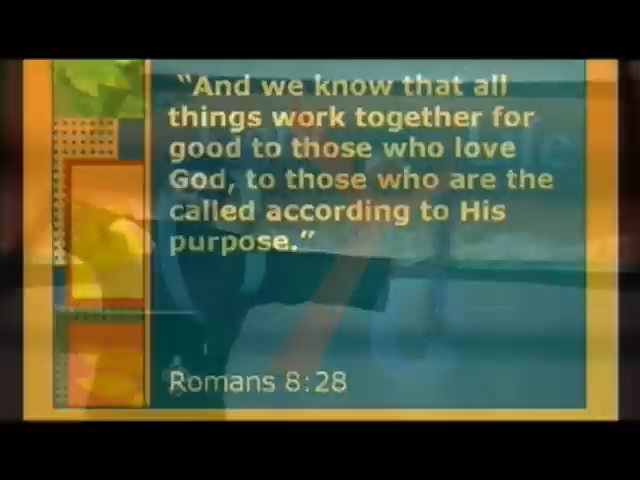 “And we know that all
things work together for
good to those who love
God, to those who are the
called according to His
purpose.”
Romans 8:28